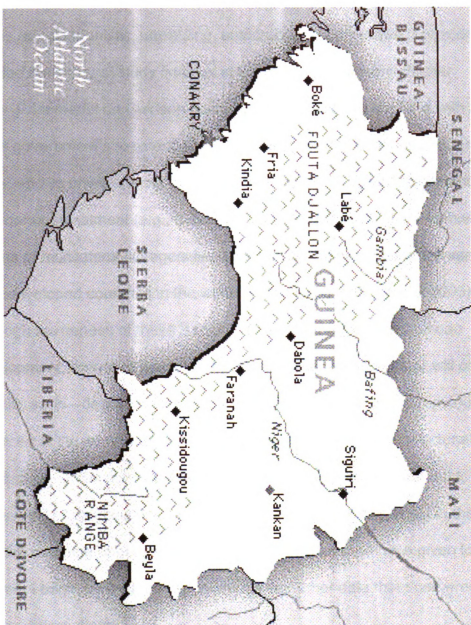 GUINEA-
BISSAU
SENEGAL
MALI
Gambia
Bafing
Boké
Labé
FOUTA DJALLON
GUINEA
Siguiri
Fria
Dabola
Kindia
CONAKRY
Niger
Kankan
Faranah
Kissidougou
SIERRA
LEONE
Beyla
NIMBA
RANGE
LIBERIA
COTE D'IVOIRE
North
Atlantic
Ocean